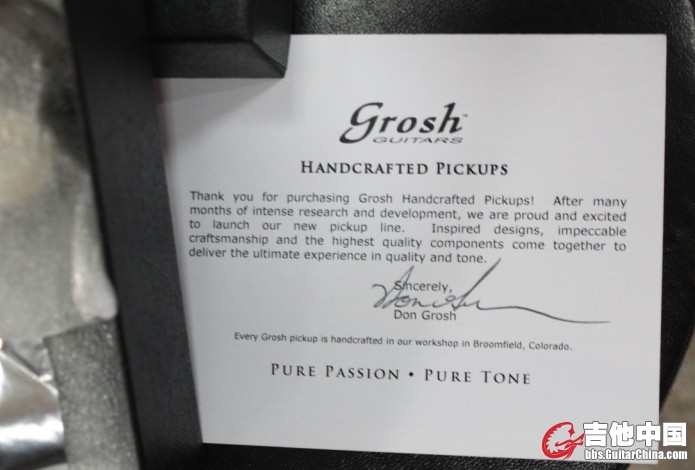 Grosh™
GUITARS
HANDCRAFTED PICKUPS
Thank you for purchasing Grosh Handcrafted Pickups! After many
months of intense research and development, we are proud and excited
to launch our new pickup line. Inspired designs, impeccable
craftsmanship and the highest quality components come together to
deliver the ultimate experience in quality and tone.
Sincerely,
Don Grosh
Every Grosh pickup is handcrafted in our workshop in Broomfield, Colorado.
PURE PASSION • PURE TONE
吉他中国
bbs.GuitarChina.com